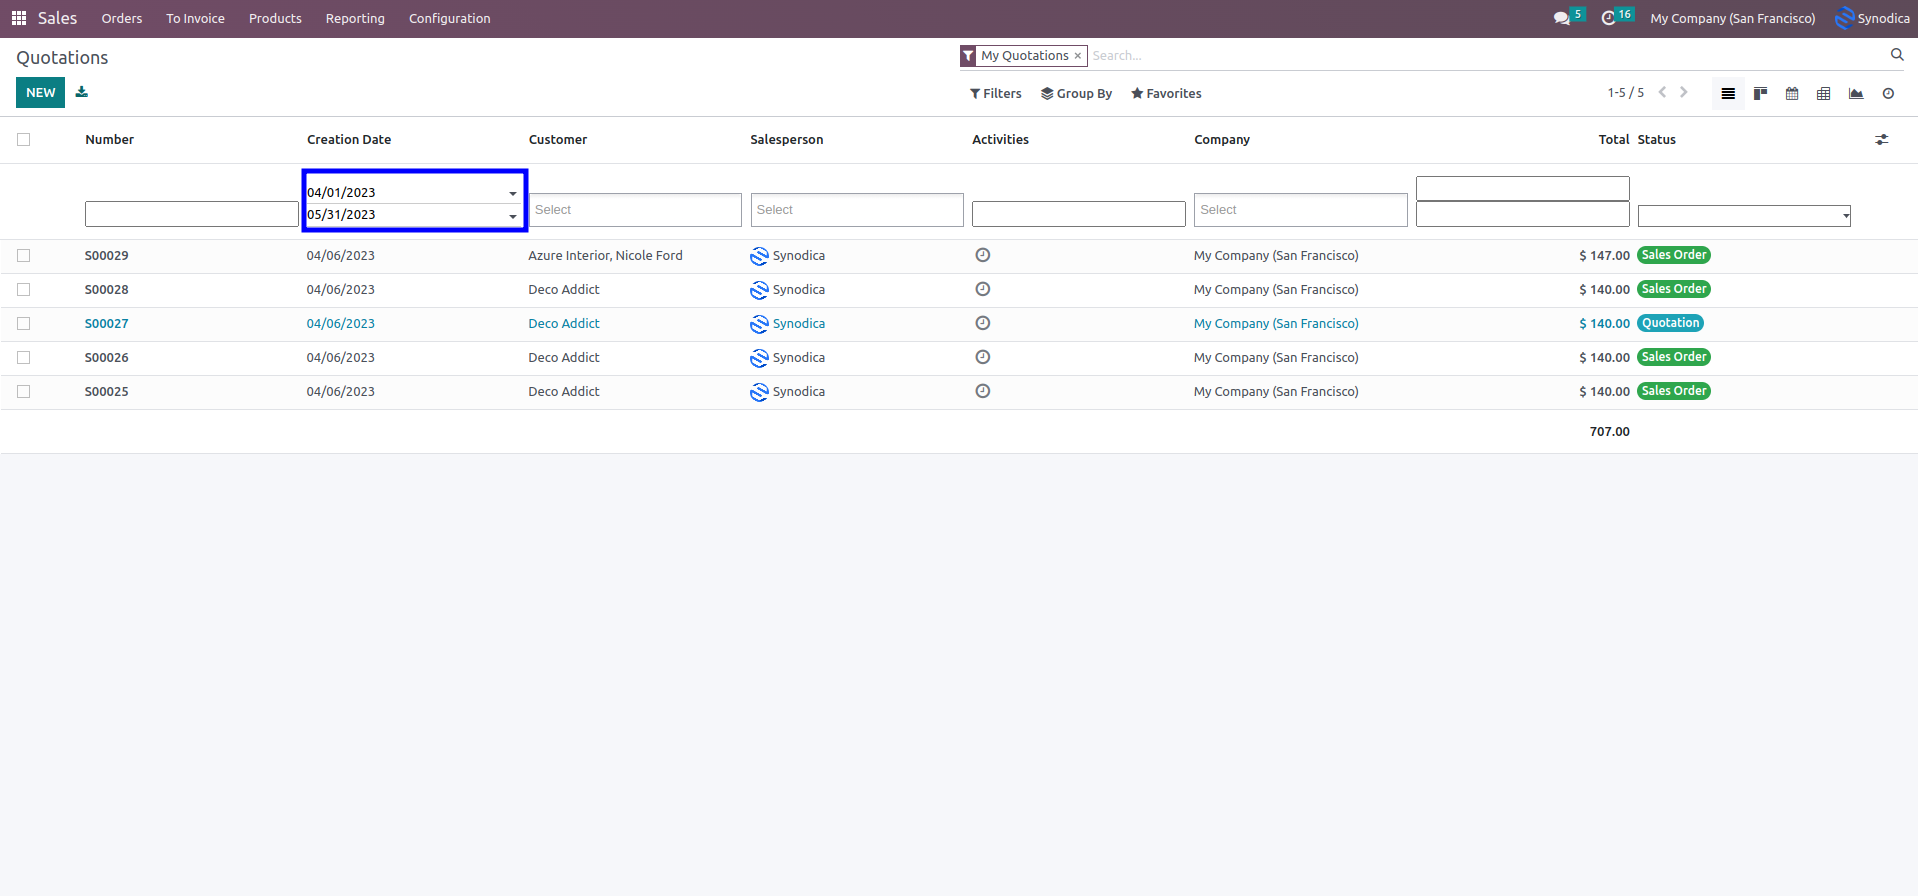 Sales Orders To Invoice Products Reporting Configuration 5 16 My Company (San Francisco) Synodica
Quotations My Quotations × Search...
NEW Filters Group By Favorites 1-5 / 5
Number Creation Date Customer Salesperson Activities Company Total Status
04/01/2023
05/31/2023 Select Select Select
S00029 04/06/2023 Azure Interior, Nicole Ford Synodica My Company (San Francisco) $ 147.00 Sales Order
S00028 04/06/2023 Deco Addict Synodica My Company (San Francisco) $ 140.00 Sales Order
S00027 04/06/2023 Deco Addict Synodica My Company (San Francisco) $ 140.00 Quotation
S00026 04/06/2023 Deco Addict Synodica My Company (San Francisco) $ 140.00 Sales Order
S00025 04/06/2023 Deco Addict Synodica My Company (San Francisco) $ 140.00 Sales Order
707.00